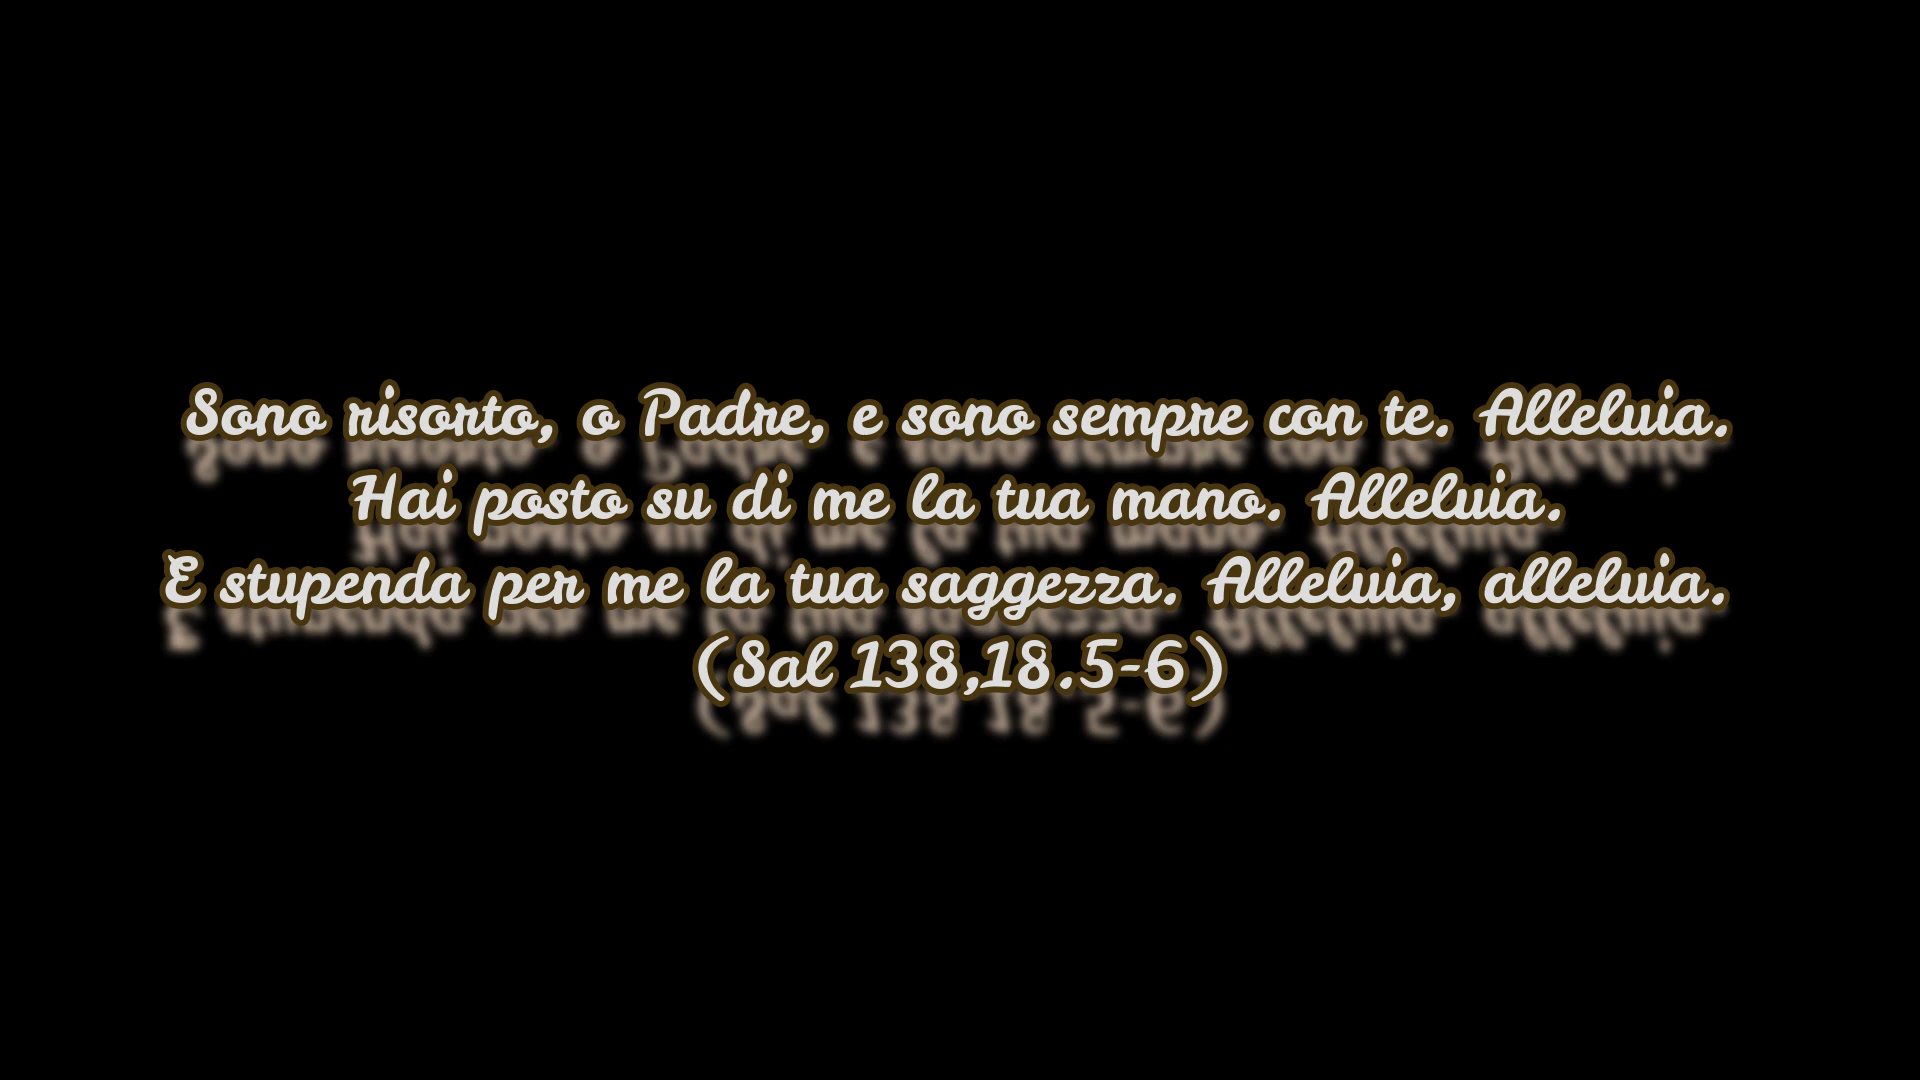 Sono risorto, o Padre, e sono sempre con te. Alleluia.
Hai posto su di me la tua mano. Alleluia.
È stupenda per me la tua saggezza. Alleluia, alleluia.
(Sal 138,18.5-6)